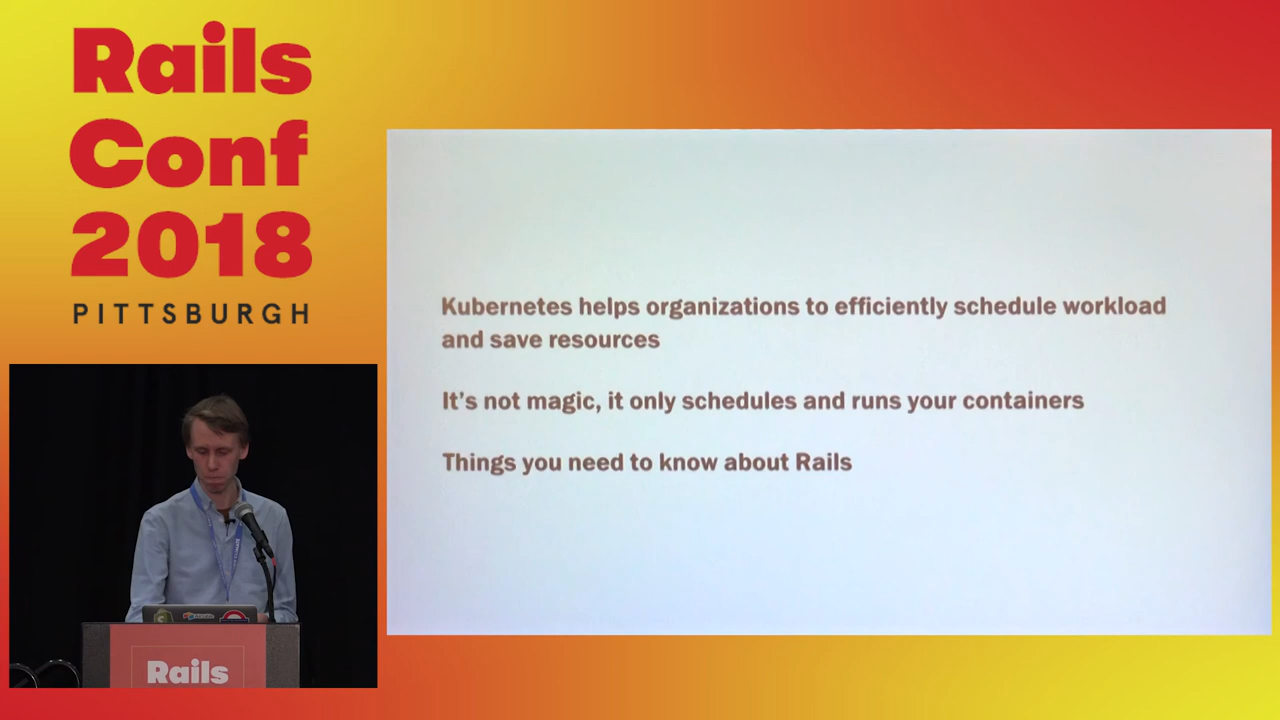 Rails
Conf
2018
PITTSBURGH
Kubernetes helps organizations to efficiently schedule workload
and save resources
It's not magic, it only schedules and runs your containers
Things you need to know about Rails
Rails